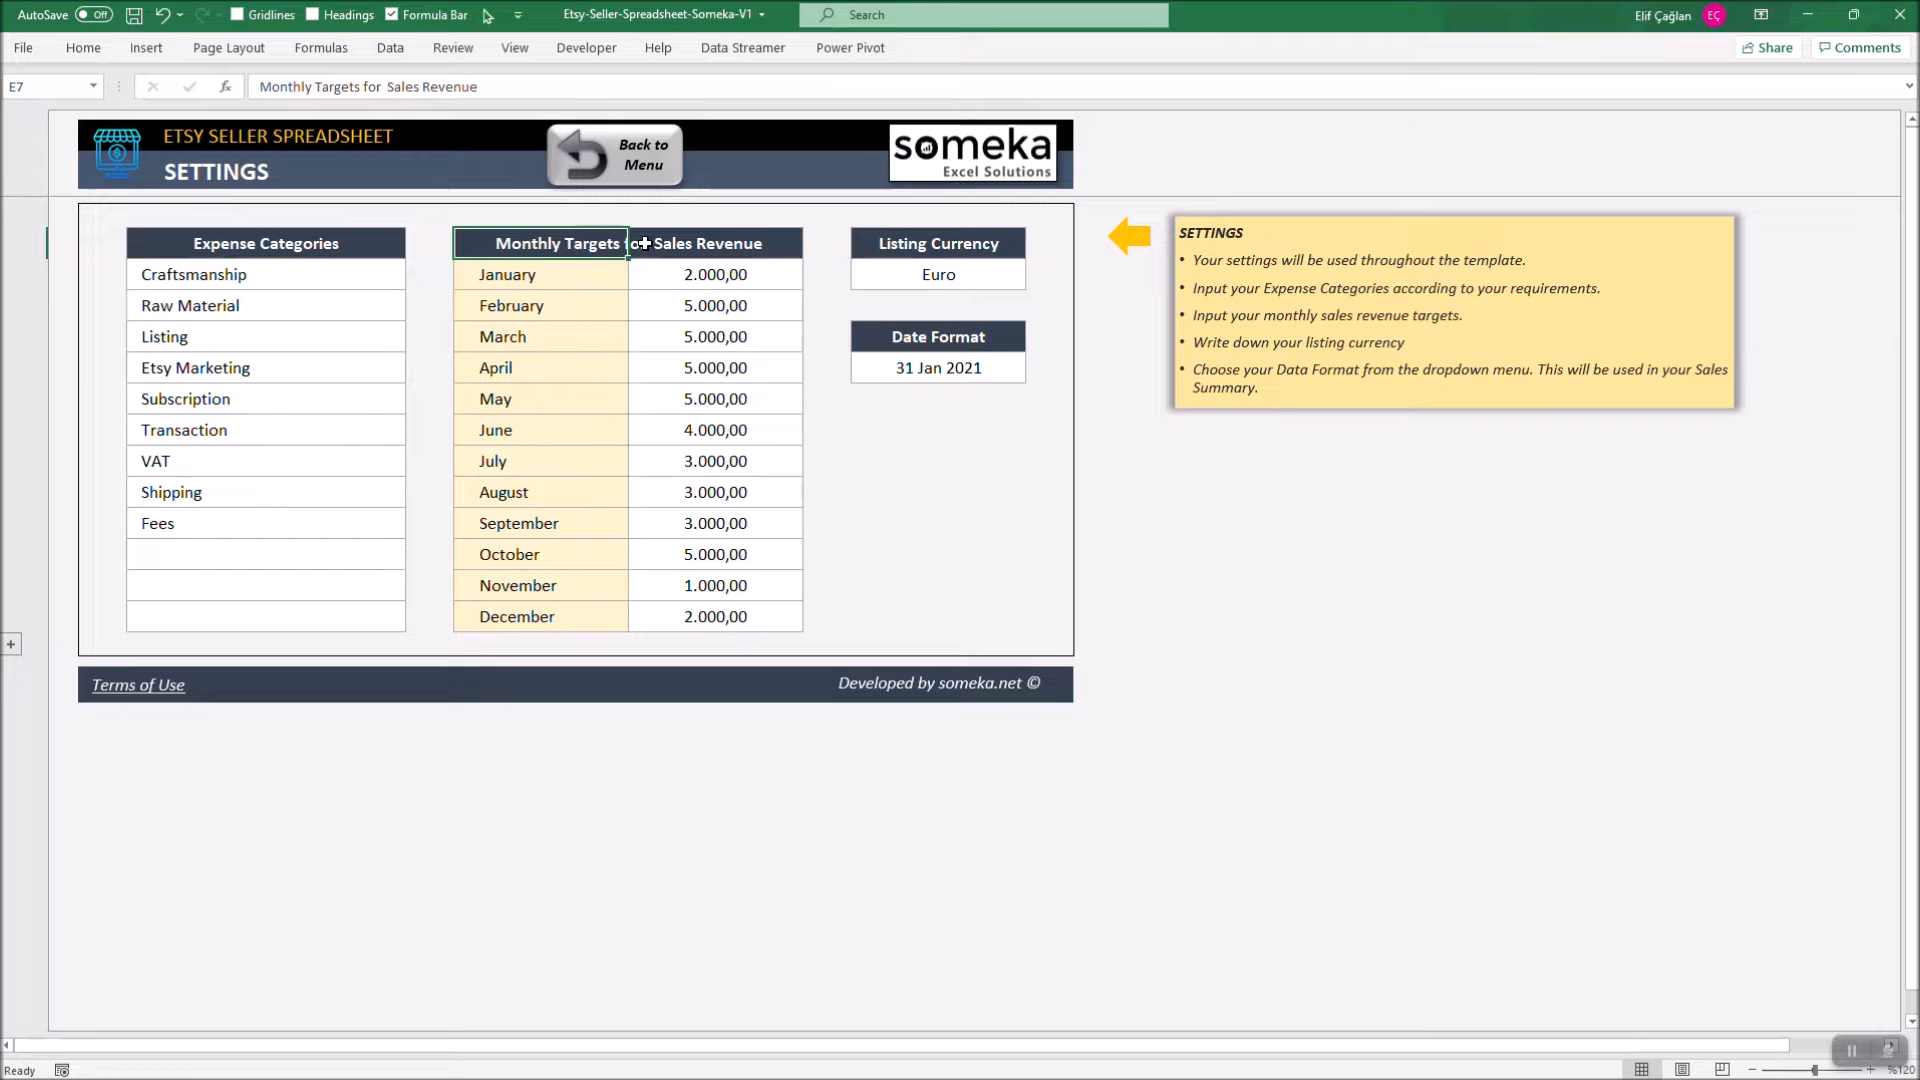 AutoSave Off Gridlines Headings Formula Bar Etsy-Seller-Spreadsheet-Someka-V1 Search Elif Çağlan EÇ
File Home Insert Page Layout Formulas Data Review View Developer Help Data Streamer Power Pivot Share Comments
E7 fx Monthly Targets for Sales Revenue
ETSY SELLER SPREADSHEET
SETTINGS
Back to
Menu
someka
Excel Solutions
Expense Categories
Craftsmanship
Raw Material
Listing
Etsy Marketing
Subscription
Transaction
VAT
Shipping
Fees
Monthly Targets for Sales Revenue
January 2.000,00
February 5.000,00
March 5.000,00
April 5.000,00
May 5.000,00
June 4.000,00
July 3.000,00
August 3.000,00
September 3.000,00
October 5.000,00
November 1.000,00
December 2.000,00
Listing Currency
Euro
Date Format
31 Jan 2021
SETTINGS
• Your settings will be used throughout the template.
• Input your Expense Categories according to your requirements.
• Input your monthly sales revenue targets.
• Write down your listing currency
• Choose your Data Format from the dropdown menu. This will be used in your Sales
Summary.
Terms of Use
Developed by someka.net ©
Ready %120